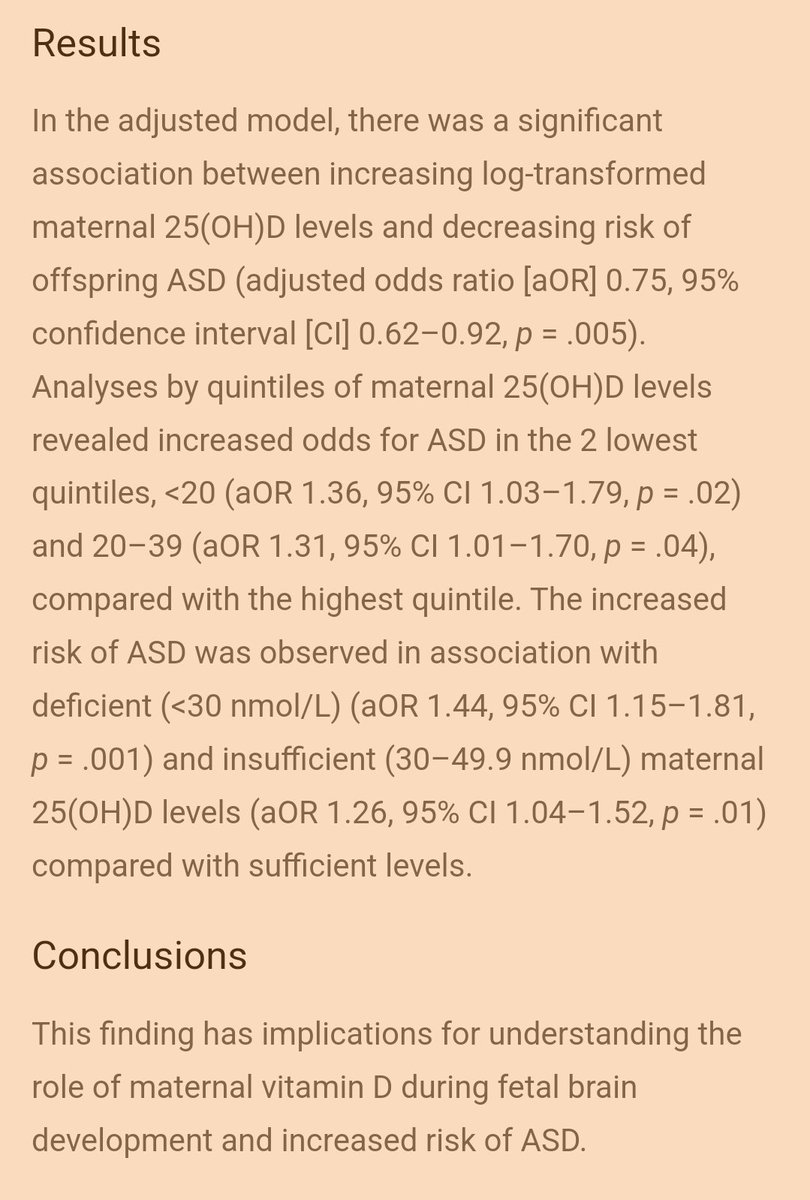 Results
In the adjusted model, there was a significant
association between increasing log-transformed
maternal 25(OH)D levels and decreasing risk of
offspring ASD (adjusted odds ratio [aOR] 0.75, 95%
confidence interval [CI] 0.62–0.92, p = .005).
Analyses by quintiles of maternal 25(OH)D levels
revealed increased odds for ASD in the 2 lowest
quintiles, <20 (aOR 1.36, 95% CI 1.03–1.79, p = .02)
and 20–39 (aOR 1.31, 95% CI 1.01–1.70, p = .04),
compared with the highest quintile. The increased
risk of ASD was observed in association with
deficient (<30 nmol/L) (aOR 1.44, 95% CI 1.15–1.81,
p = .001) and insufficient (30–49.9 nmol/L) maternal
25(OH)D levels (aOR 1.26, 95% CI 1.04–1.52, p = .01)
compared with sufficient levels.
Conclusions
This finding has implications for understanding the
role of maternal vitamin D during fetal brain
development and increased risk of ASD.